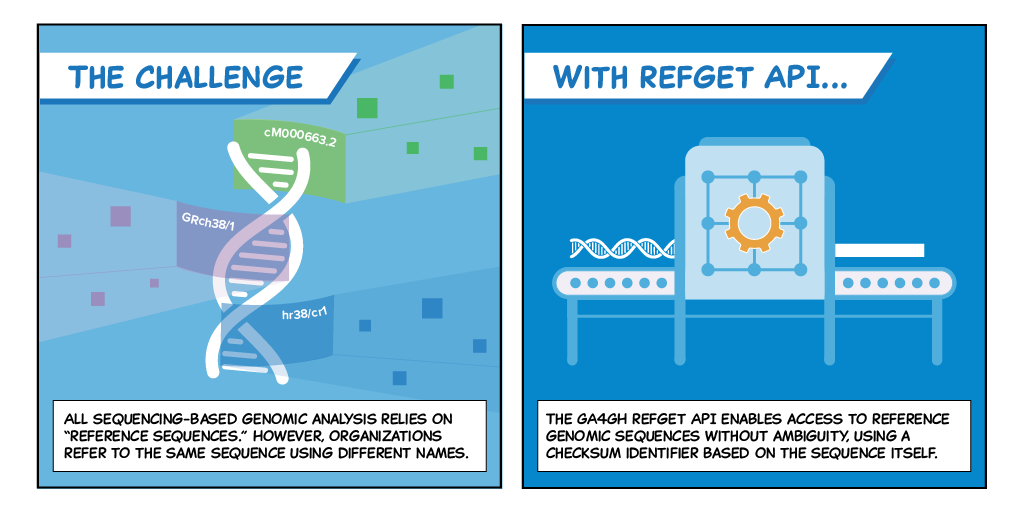 THE CHALLENGE
cM000663.2
GRch38/1
hr38/cr1
ALL SEQUENCING-BASED GENOMIC ANALYSIS RELIES ON
"REFERENCE SEQUENCES." HOWEVER, ORGANIZATIONS
REFER TO THE SAME SEQUENCE USING DIFFERENT NAMES.
WITH REFGET API...
THE GA4GH REFGET API ENABLES ACCESS TO REFERENCE
GENOMIC SEQUENCES WITHOUT AMBIGUITY, USING A
CHECKSUM IDENTIFIER BASED ON THE SEQUENCE ITSELF.